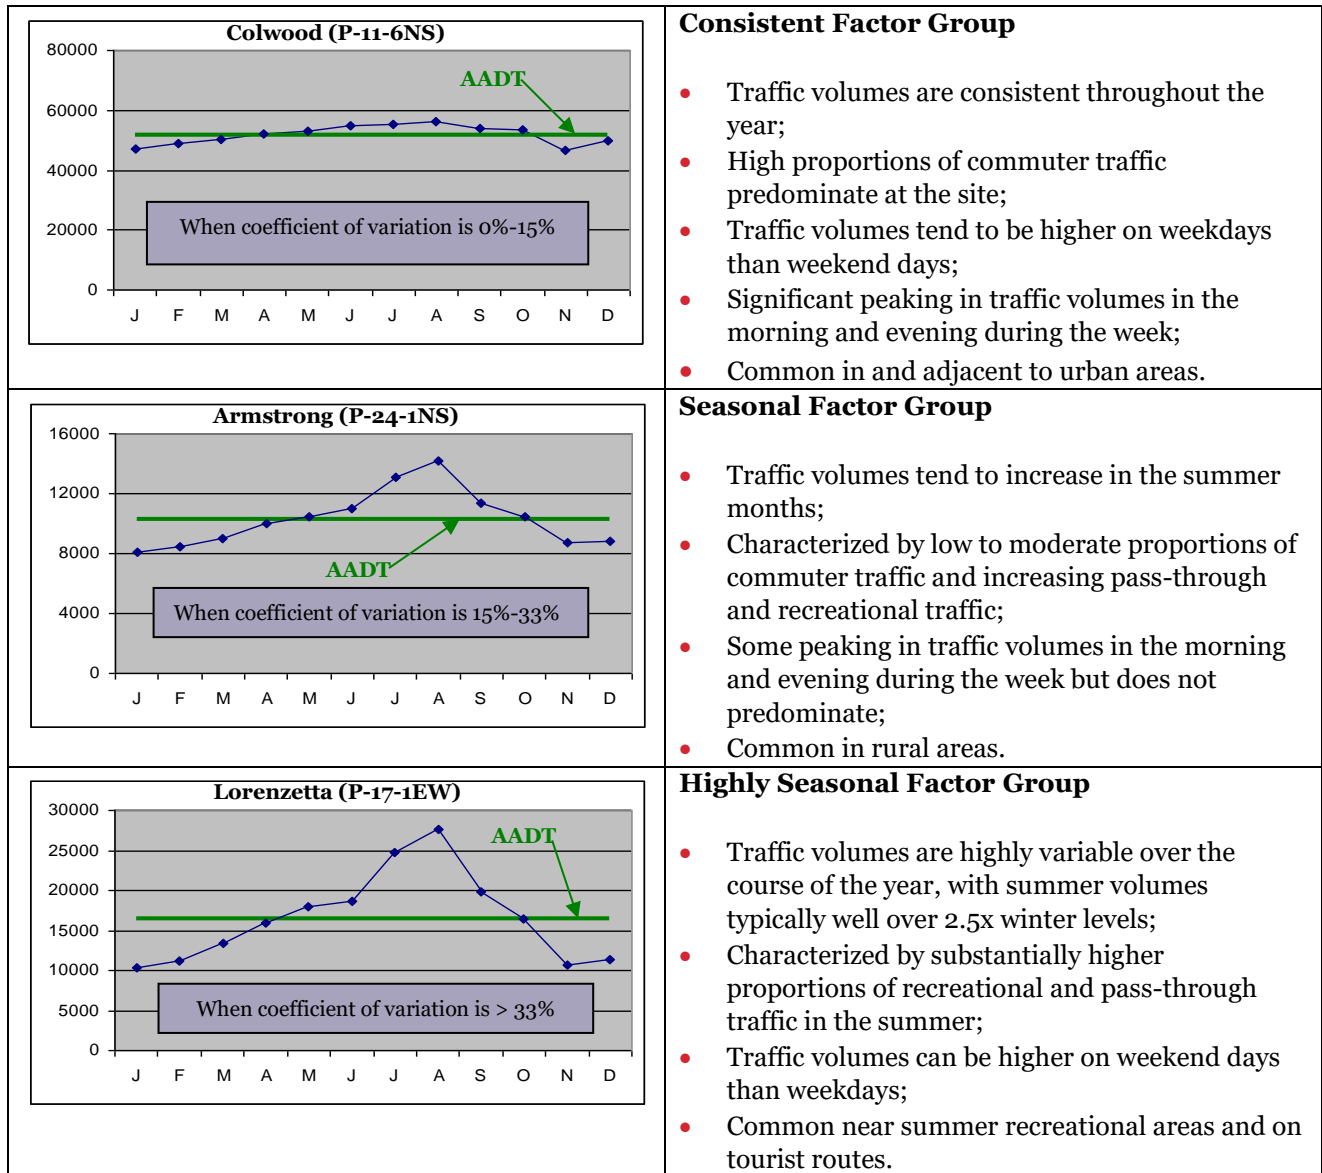 Colwood (P-11-6NS)
80000
60000
40000
20000
0
AADT
When coefficient of variation is 0%-15%
J F M A M J J A S O N D
Consistent Factor Group
• Traffic volumes are consistent throughout the
year;
• High proportions of commuter traffic
predominate at the site;
• Traffic volumes tend to be higher on weekdays
than weekend days;
• Significant peaking in traffic volumes in the
morning and evening during the week;
• Common in and adjacent to urban areas.
Armstrong (P-24-1NS)
16000
12000
8000
4000
0
AADT
When coefficient of variation is 15%-33%
J F M A M J J A S O N D
Seasonal Factor Group
• Traffic volumes tend to increase in the summer
months;
• Characterized by low to moderate proportions of
commuter traffic and increasing pass-through
and recreational traffic;
• Some peaking in traffic volumes in the morning
and evening during the week but does not
predominate;
• Common in rural areas.
Lorenzetta (P-17-1EW)
30000
25000
20000
15000
10000
5000
0
AADT
When coefficient of variation is > 33%
J F M A M J J A S O N D
Highly Seasonal Factor Group
• Traffic volumes are highly variable over the
course of the year, with summer volumes
typically well over 2.5x winter levels;
• Characterized by substantially higher
proportions of recreational and pass-through
traffic in the summer;
• Traffic volumes can be higher on weekend days
than weekdays;
• Common near summer recreational areas and on
tourist routes.